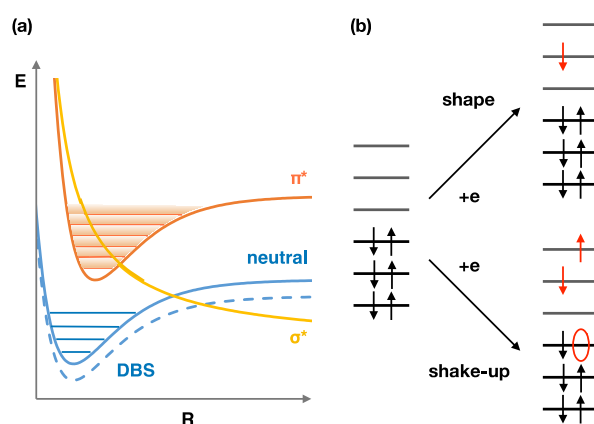 (a)
E
π*
neutral
DBS
σ*
R
(b)
shape
+e
+e
shake-up